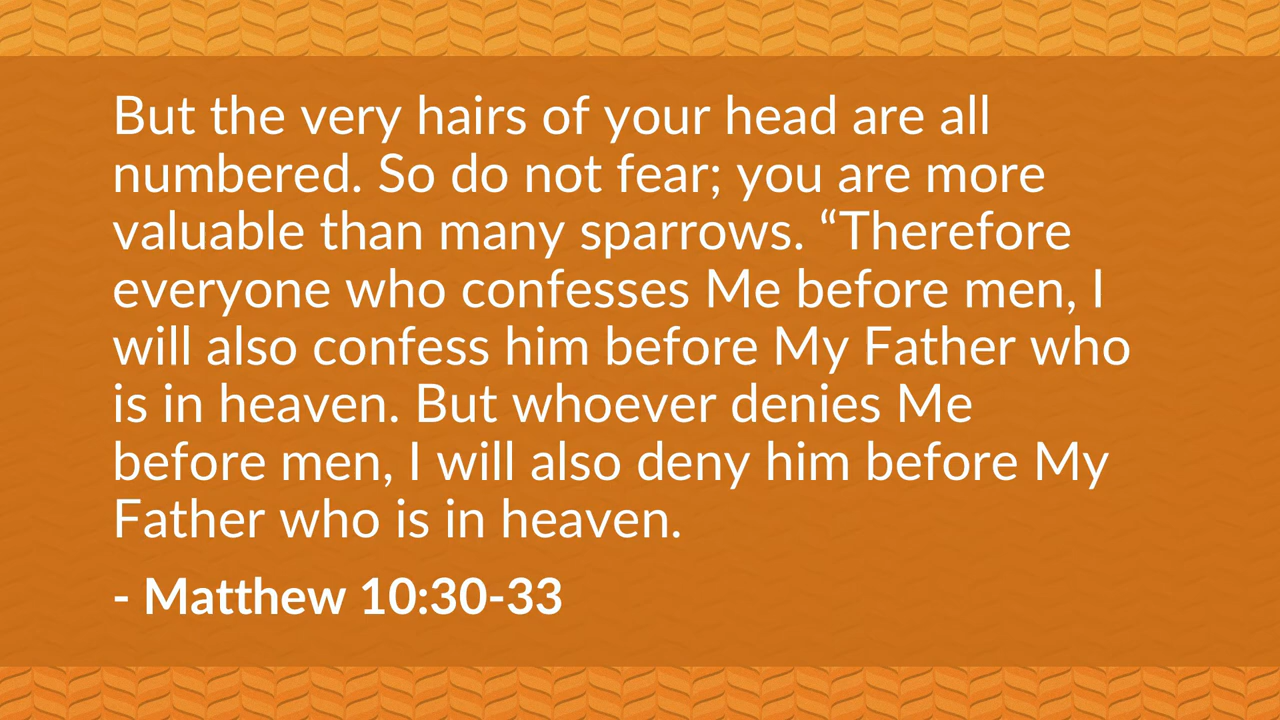 But the very hairs of your head are all
numbered. So do not fear; you are more
valuable than many sparrows. “Therefore
everyone who confesses Me before men, I
will also confess him before My Father who
is in heaven. But whoever denies Me
before men, I will also deny him before My
Father who is in heaven.
- Matthew 10:30-33